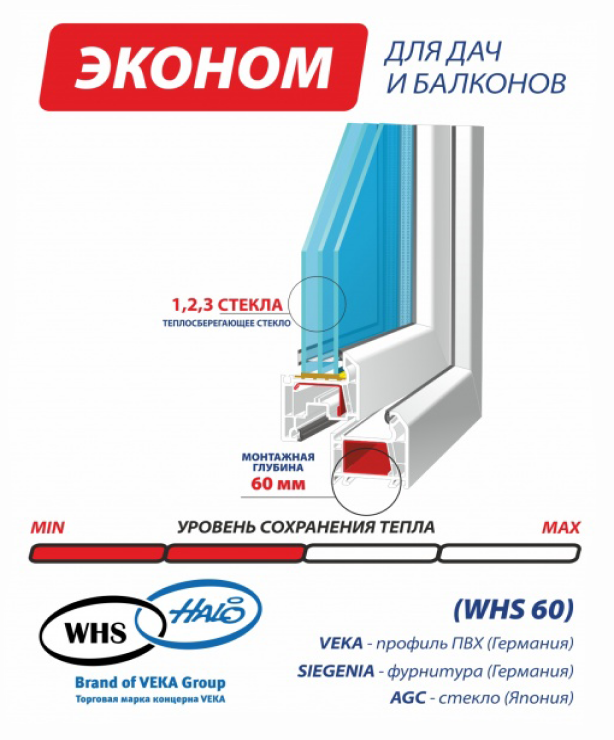 ЭКОНОМ
ДЛЯ ДАЧ
И БАЛКОНОВ
1,2,3 СТЕКЛА
ТЕПЛОСБЕРЕГАЮЩЕЕ СТЕКЛО
МОНТАЖНАЯ
ГЛУБИНА
60 мм
MIN УРОВЕНЬ СОХРАНЕНИЯ ТЕПЛА MAX
WHS HALO
Brand of VEKA Group
Торговая марка концерна VEKA
(WHS 60)
VEKA - профиль ПВХ (Германия)
SIEGENIA - фурнитура (Германия)
AGC - стекло (Япония)